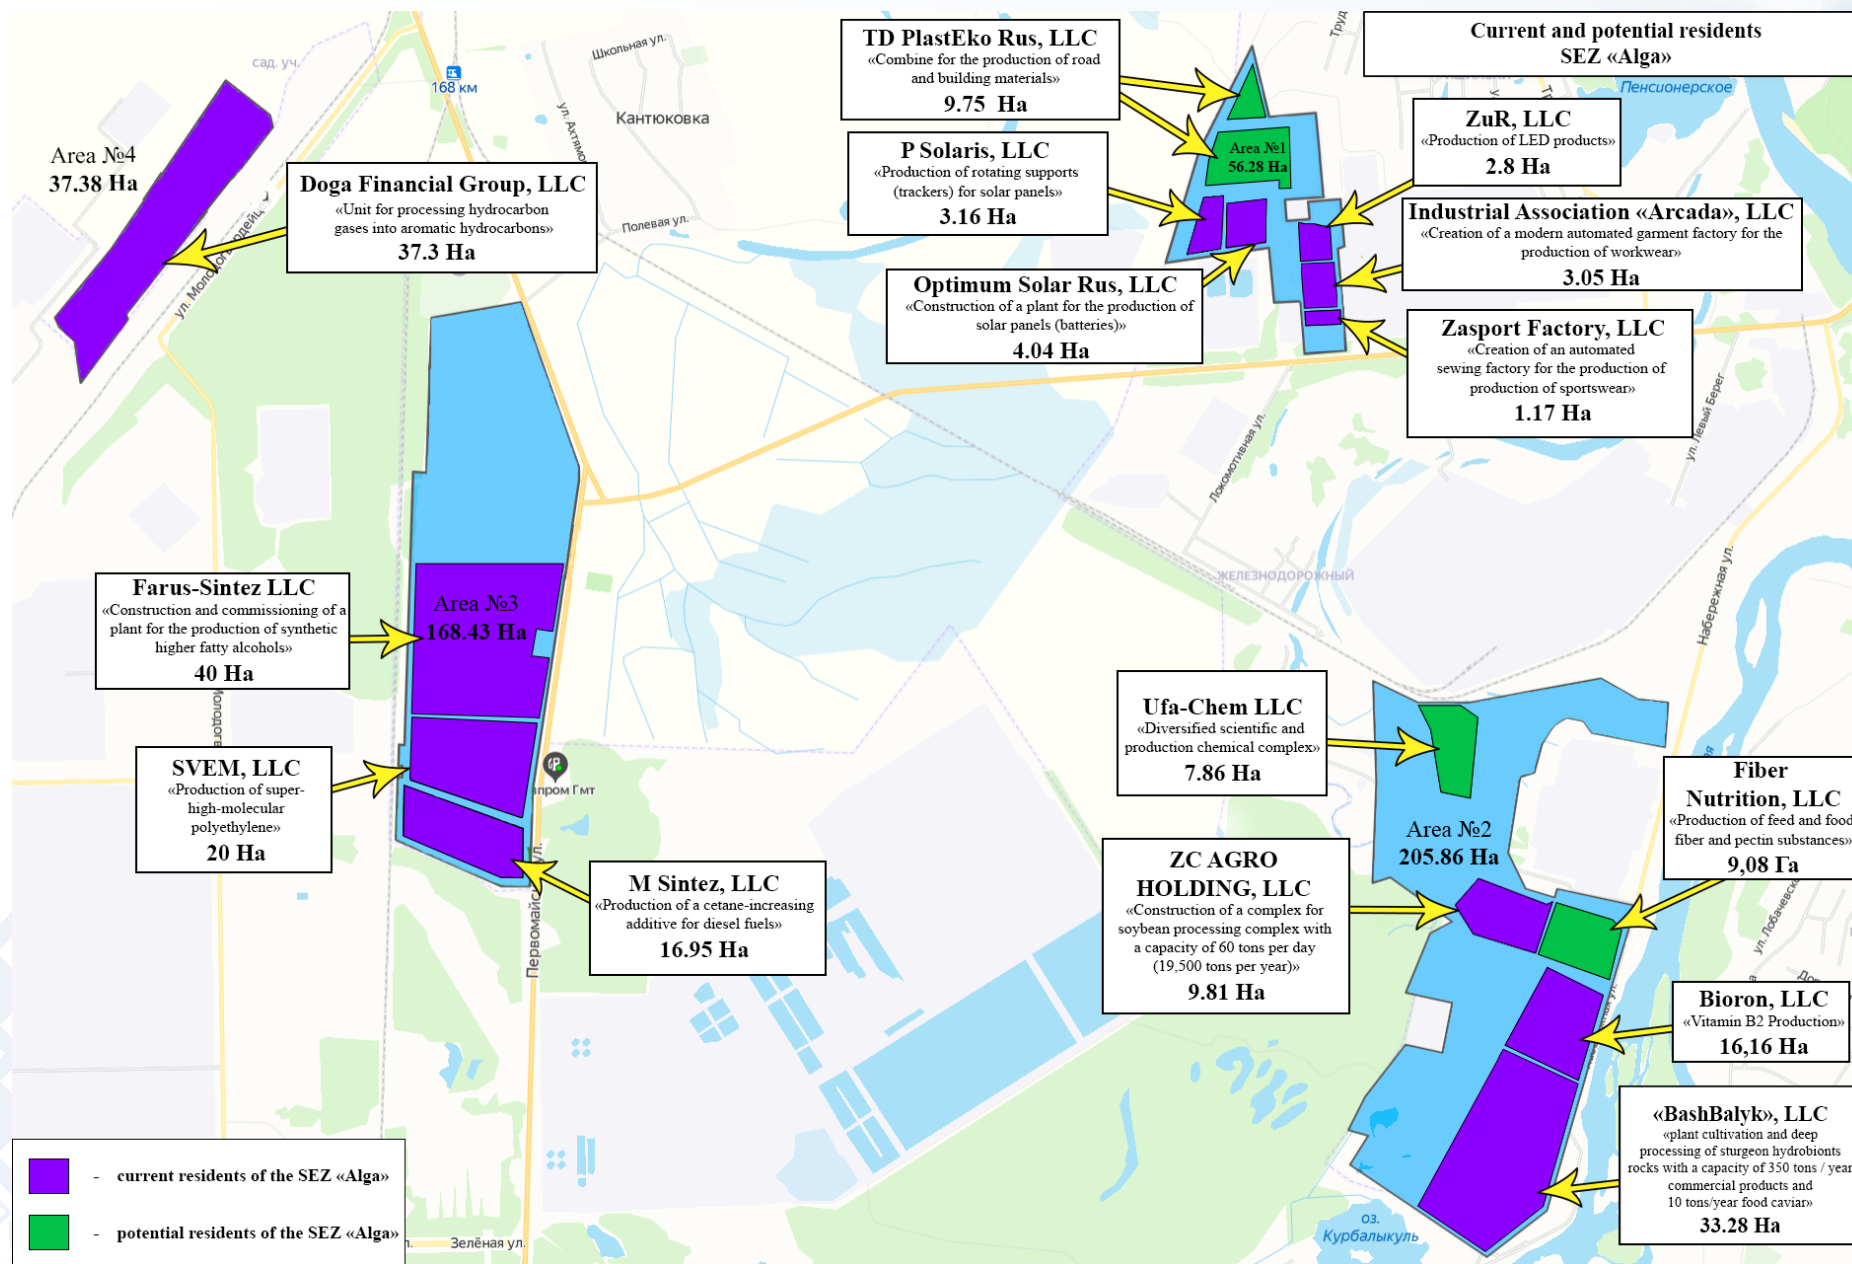 Current and potential residents
SEZ «Alga»
сад. уч.
168 км
Школьная ул.
Кантюковка
Полевая ул.
Area №4
37.38 Ha
Doga Financial Group, LLC
«Unit for processing hydrocarbon
gases into aromatic hydrocarbons»
37.3 Ha
TD PlastEko Rus, LLC
«Combine for the production of road
and building materials»
9.75 Ha
P Solaris, LLC
«Production of rotating supports
(trackers) for solar panels»
3.16 Ha
Optimum Solar Rus, LLC
«Construction of a plant for the production of
solar panels (batteries)»
4.04 Ha
Area №1
56.28 Ha
Пенсионерское
ZuR, LLC
«Production of LED products»
2.8 Ha
Industrial Association «Arcada», LLC
«Creation of a modern automated garment factory for the
production of workwear»
3.05 Ha
Zasport Factory, LLC
«Creation of an automated
sewing factory for the production of
production of sportswear»
1.17 Ha
Локомотивная ул.
ул. Левый Берег
ЖЕЛЕЗНОДОРОЖНЫЙ
Набережная ул.
Farus-Sintez LLC
«Construction and commissioning of a
plant for the production of synthetic
higher fatty alcohols»
40 Ha
Area №3
168.43 Ha
SVEM, LLC
«Production of super-
high-molecular
polyethylene»
20 Ha
M Sintez, LLC
«Production of a cetane-increasing
additive for diesel fuels»
16.95 Ha
Ufa-Chem LLC
«Diversified scientific and
production chemical complex»
7.86 Ha
Area №2
205.86 Ha
ZC AGRO
HOLDING, LLC
«Construction of a complex for
soybean processing complex with
a capacity of 60 tons per day
(19,500 tons per year)»
9.81 Ha
Fiber
Nutrition, LLC
«Production of feed and food
fiber and pectin substances»
9,08 Га
Bioron, LLC
«Vitamin B2 Production»
16,16 Ha
«BashBalyk», LLC
«plant cultivation and deep
processing of sturgeon hydrobionts
rocks with a capacity of 350 tons / year
commercial products and
10 tons/year food caviar»
33.28 Ha
оз.
Курбалыкуль
- current residents of the SEZ «Alga»
- potential residents of the SEZ «Alga»
Зелёная ул.